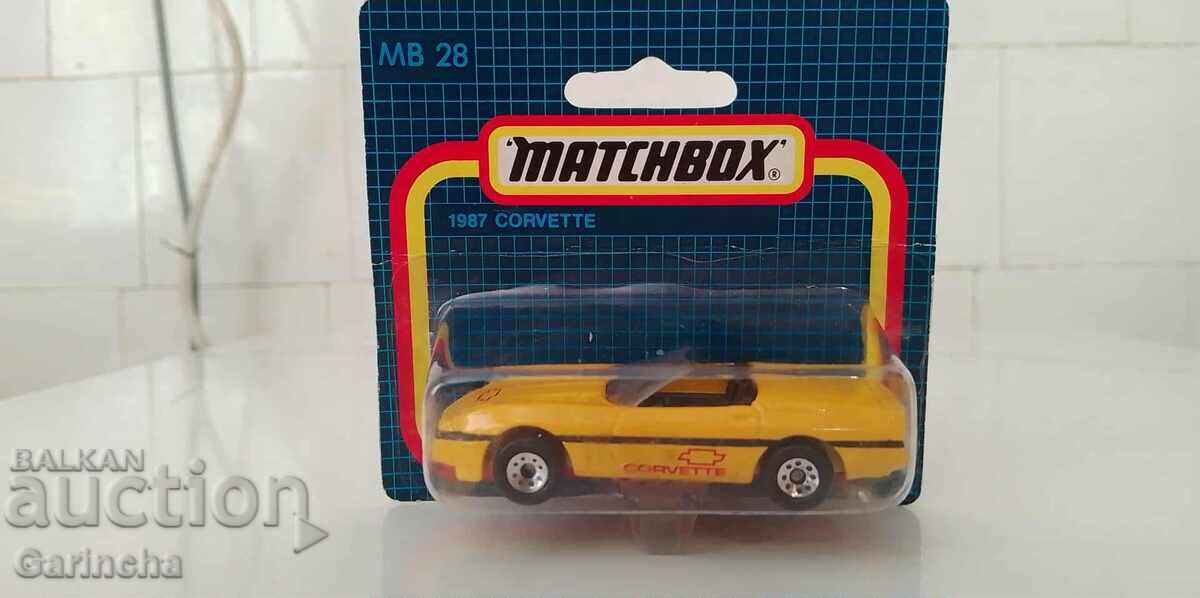 MB 28
'MATCHBOX'®
1987 CORVETTE
CORVETTE
BALKAN
auction
Garincha